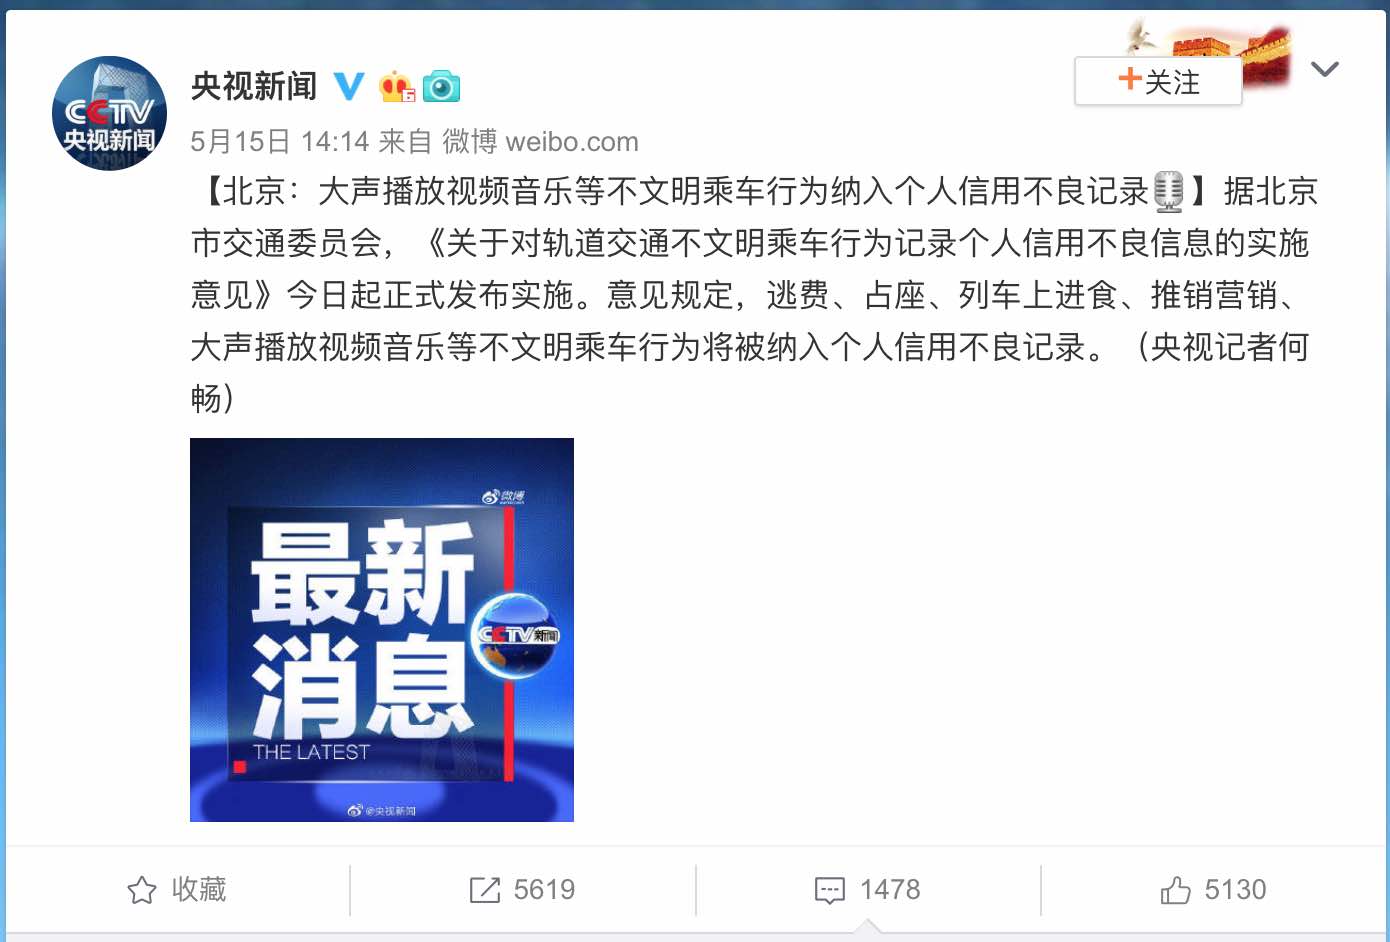 CCTV
央视新闻
央视新闻
+关注
5月15日 14:14 来自 微博 weibo.com
【北京：大声播放视频音乐等不文明乘车行为纳入个人信用不良记录】据北京
市交通委员会，《关于对轨道交通不文明乘车行为记录个人信用不良信息的实施
意见》今日起正式发布实施。意见规定，逃费、占座、列车上进食、推销营销、
大声播放视频音乐等不文明乘车行为将被纳入个人信用不良记录。（央视记者何
畅）
微博
最新
消息
CCTV新闻
THE LATEST
@央视新闻
收藏
5619
1478
5130